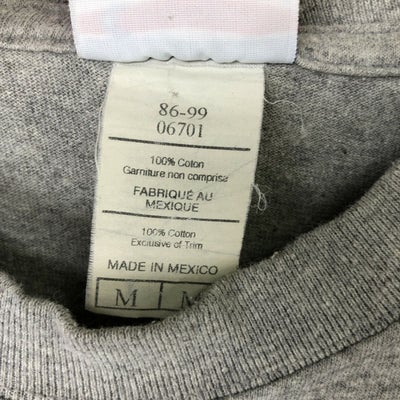 86-99
06701
100% Coton
Garniture non comprise
FABRIQUÉ AU
MEXIQUE
100% Cotton
Exclusive of Trim
MADE IN MEXICO
M